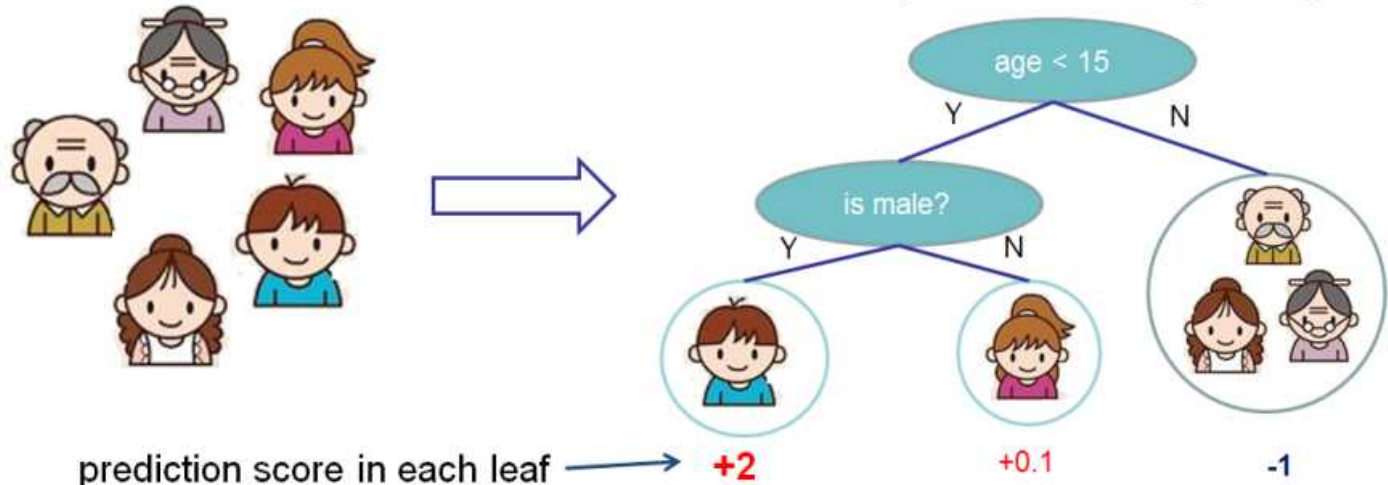 age < 15
Y
N
is male?
Y
N
prediction score in each leaf
+2
+0.1
-1